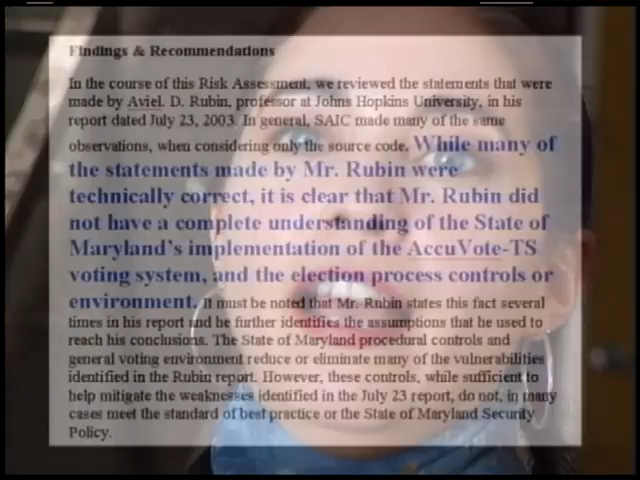 Findings & Recommendations
In the course of this Risk Assessment, we reviewed the statements that were
made by Aviel. D. Rubin, professor at Johns Hopkins University, in his
report dated July 23, 2003. In general, SAIC made many of the same
observations, when considering only the source code. While many of
the statements made by Mr. Rubin were
technically correct, it is clear that Mr. Rubin did
not have a complete understanding of the State of
Maryland's implementation of the AccuVote-TS
voting system, and the election process controls or
environment. It must be noted that Mr. Rubin states this fact several
times in his report and he further identifies the assumptions that he used to
reach his conclusions. The State of Maryland procedural controls and
general voting environment reduce or eliminate many of the vulnerabilities
identified in the Rubin report. However, these controls, while sufficient to
help mitigate the weaknesses identified in the July 23 report, do not, in many
cases meet the standard of best practice or the State of Maryland Security
Policy.